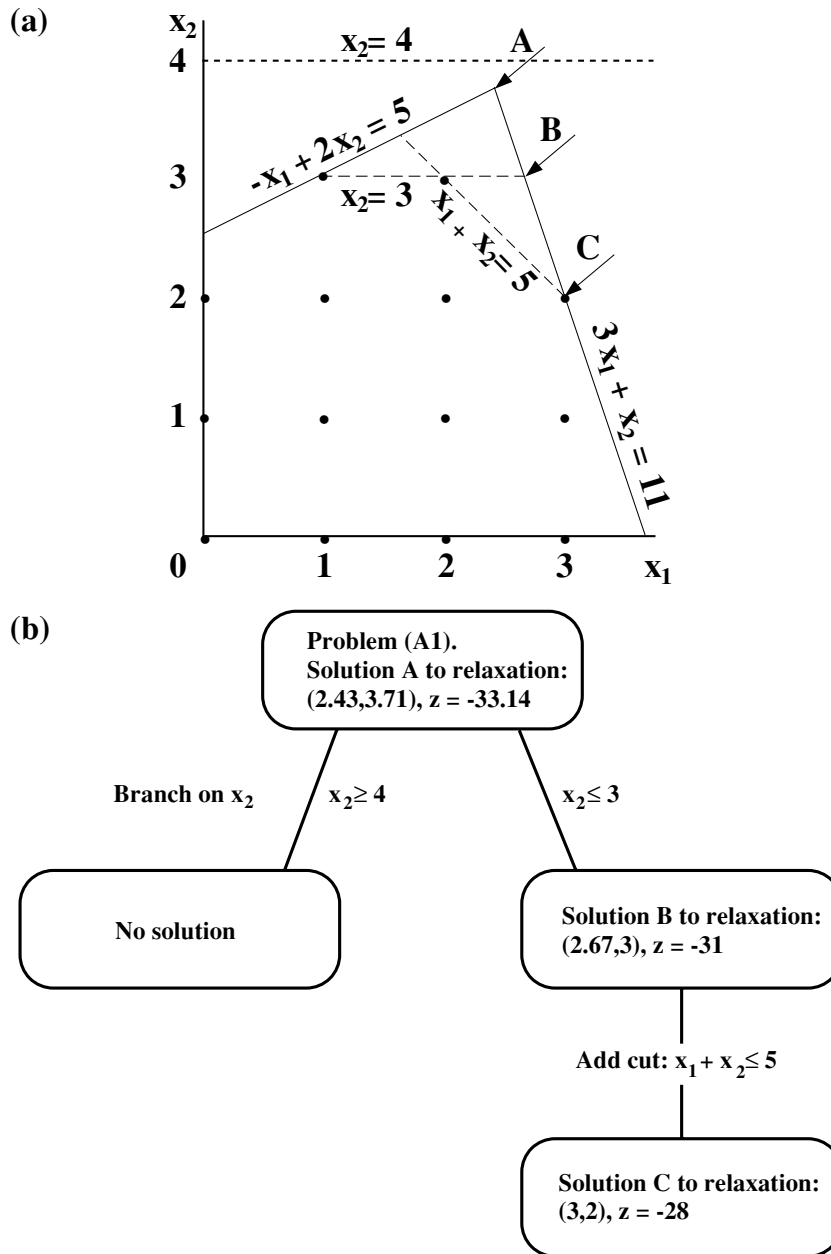 (a)
x₂
4
x₂= 4
A
-x₁ + 2x₂ = 5
B
3
x₂= 3
x₁ + x₂= 5
C
2
3x₁ + x₂ = 11
1
0
1
2
3
x₁
(b)
Problem (A1).
Solution A to relaxation:
(2.43,3.71), z = -33.14
Branch on x₂
x₂≥ 4
x₂≤ 3
No solution
Solution B to relaxation:
(2.67,3), z = -31
Add cut: x₁+ x₂≤ 5
Solution C to relaxation:
(3,2), z = -28